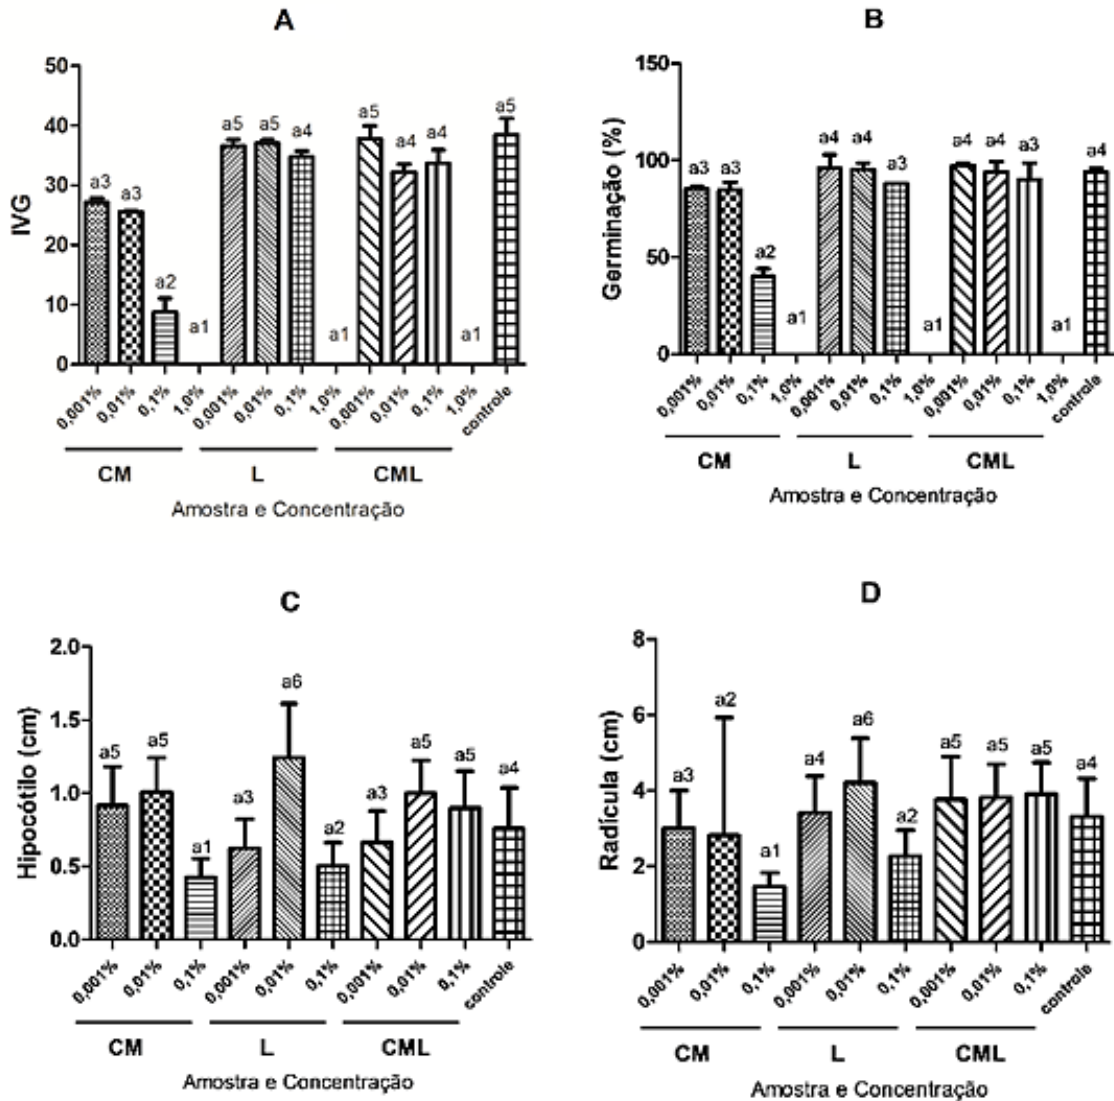 A
50
40
30
20
10
0
IVG
a3
a3
a2
a1
a5
a5
a4
a1
a5
a4
a4
a1
a5
0,001%
0,01%
0,1%
1,0%
0,001%
0,01%
0,1%
1,0%
0,001%
0,01%
0,1%
1,0%
controle
CM
L
CML
Amostra e Concentração
B
150
100
50
0
Germinação (%)
a3
a3
a2
a1
a4
a4
a3
a1
a4
a4
a3
a1
a4
0,001%
0,01%
0,1%
1,0%
0,001%
0,01%
0,1%
1,0%
0,001%
0,01%
0,1%
1,0%
controle
CM
L
CML
Amostra e Concentração
C
2.0
1.5
1.0
0.5
0.0
Hipocótilo (cm)
a5
a5
a1
a3
a6
a2
a3
a5
a5
a4
0,001%
0,01%
0,1%
0,001%
0,01%
0,1%
0,001%
0,01%
0,1%
controle
CM
L
CML
Amostra e Concentração
D
8
6
4
2
0
Radícula (cm)
a3
a2
a1
a4
a6
a2
a5
a5
a5
a4
0,001%
0,01%
0,1%
0,001%
0,01%
0,1%
0,001%
0,01%
0,1%
controle
CM
L
CML
Amostra e Concentração